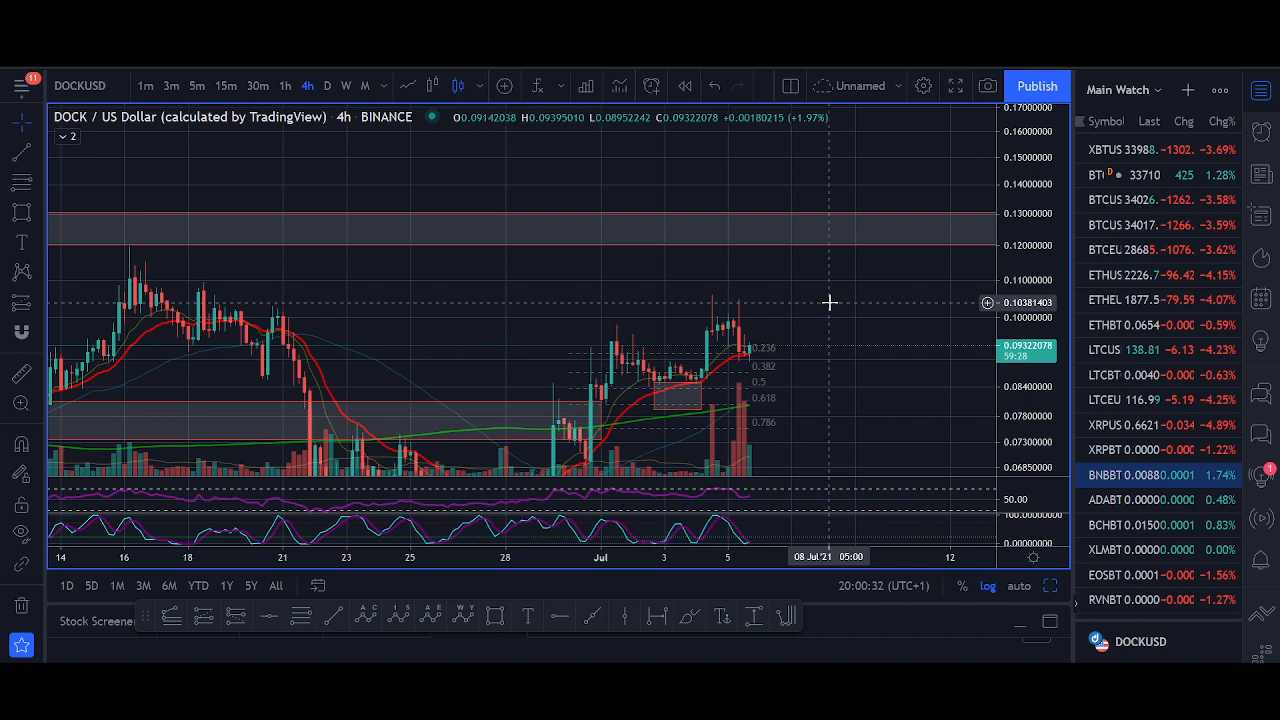 11
DOCKUSD
1m 3m 5m 15m 30m 1h 4h D W M
Unnamed
Publish
DOCK / US Dollar (calculated by TradingView) · 4h · BINANCE
O0.09142038 H0.09395010 L0.08952242 C0.09322078 +0.00180215 (+1.97%)
2
0.17000000
0.16000000
0.15000000
0.14000000
0.13000000
0.12000000
0.11000000
0.10381403
0.10000000
0.09322078
59:28
0.08400000
0.07800000
0.07300000
0.06850000
0.236
0.382
0.5
0.618
0.786
50.00
100.00000000
0.00000000
14 16 18 21 23 25 28 Jul 3 5 08 Jul'21 05:00 12
1D 5D 1M 3M 6M YTD 1Y 5Y All
20:00:32 (UTC+1) % log auto
Stock Screener
Main Watch
Symbol Last Chg Chg%
XBTUS 33988. −1302. −3.69%
BTC D 33710 425 1.28%
BTCUS 34026. −1262. −3.58%
BTCUS 34017. −1266. −3.59%
BTCEU 28685. −1076. −3.62%
ETHUS 2226.7 −96.42 −4.15%
ETHEL 1877.5 −79.59 −4.07%
ETHBT 0.0654 −0.000 −0.59%
LTCUS 138.81 −6.13 −4.23%
LTCBT 0.0040 −0.000 −0.63%
LTCEU 116.99 −5.19 −4.25%
XRPUS 0.6621 −0.034 −4.89%
XRPBT 0.0000 −0.000 −1.22%
BNBBT 0.0088 0.0001 1.74%
ADABT 0.0000 0.0000 0.48%
BCHBT 0.0150 0.0001 0.83%
XLMBT 0.0000 0.0000 0.00%
EOSBT 0.0001 −0.000 −1.56%
RVNBT 0.0000 −0.000 −1.27%
DOCKUSD
1